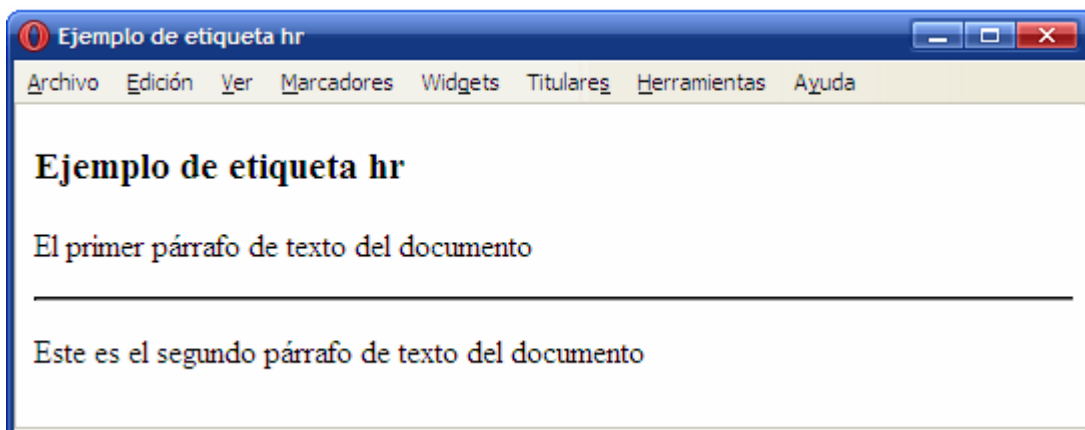 Ejemplo de etiqueta hr
Archivo Edición Ver Marcadores Widgets Titulares Herramientas Ayuda
Ejemplo de etiqueta hr
El primer párrafo de texto del documento
Este es el segundo párrafo de texto del documento